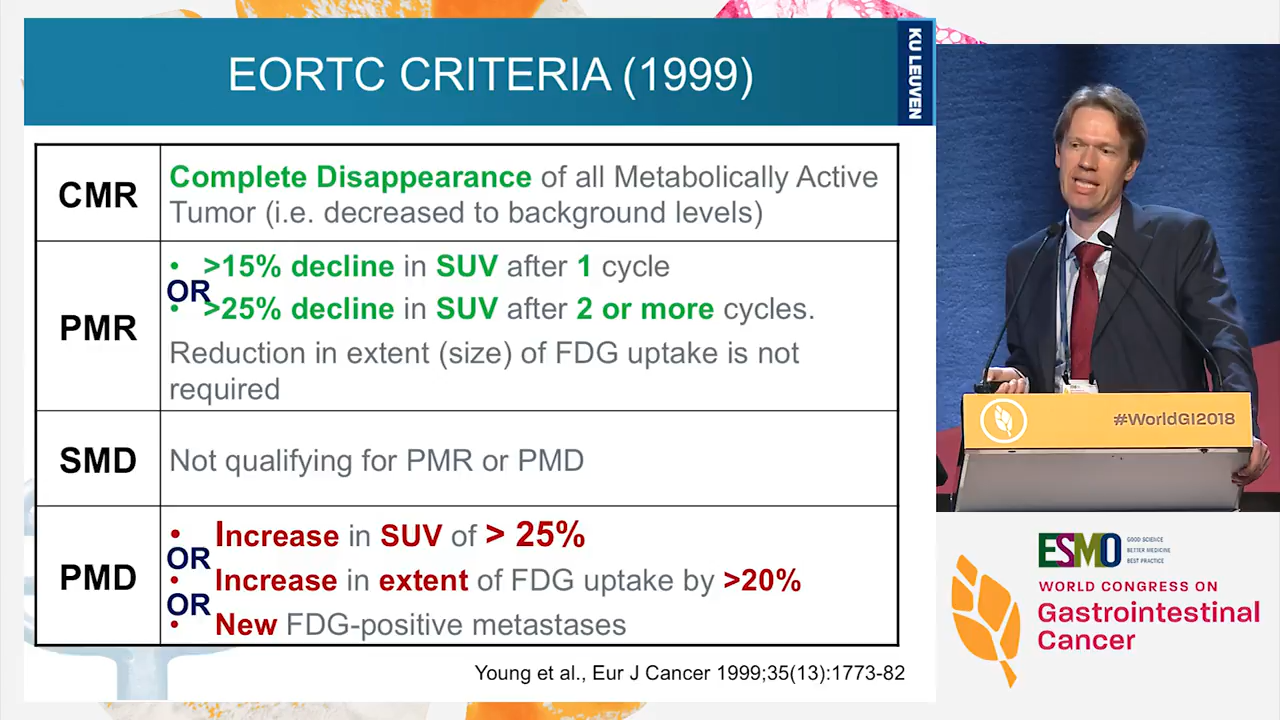 EORTC CRITERIA (1999)
KU LEUVEN
CMR
Complete Disappearance of all Metabolically Active
Tumor (i.e. decreased to background levels)
PMR
• >15% decline in SUV after 1 cycle
OR
• >25% decline in SUV after 2 or more cycles.
Reduction in extent (size) of FDG uptake is not
required
SMD
Not qualifying for PMR or PMD
PMD
• Increase in SUV of > 25%
OR
• Increase in extent of FDG uptake by >20%
OR
• New FDG-positive metastases
Young et al., Eur J Cancer 1999;35(13):1773-82
#WorldGI2018
ESMO
GOOD SCIENCE
BETTER MEDICINE
BEST PRACTICE
WORLD CONGRESS ON
Gastrointestinal
Cancer